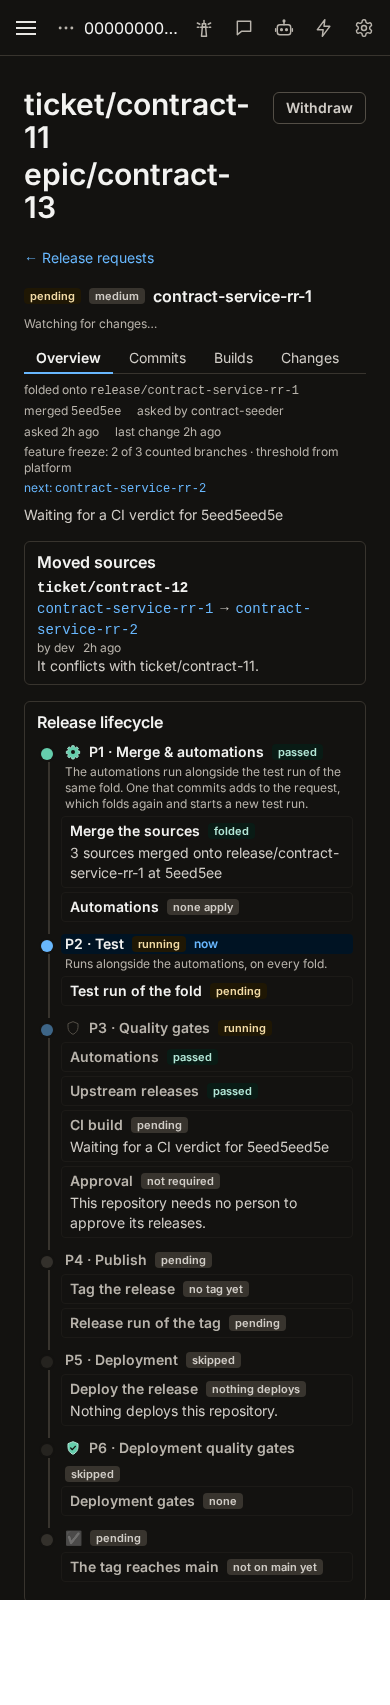 00000000...
ticket/contract-
11
epic/contract-
13
Withdraw
← Release requests
pending medium contract-service-rr-1
Watching for changes...
Overview Commits Builds Changes
folded onto release/contract-service-rr-1
merged 5eed5ee asked by contract-seeder
asked 2h ago last change 2h ago
feature freeze: 2 of 3 counted branches · threshold from
platform
next: contract-service-rr-2
Waiting for a CI verdict for 5eed5eed5e
Moved sources
ticket/contract-12
contract-service-rr-1 → contract-
service-rr-2
by dev 2h ago
It conflicts with ticket/contract-11.
Release lifecycle
P1 · Merge & automations passed
The automations run alongside the test run of the
same fold. One that commits adds to the request,
which folds again and starts a new test run.
Merge the sources folded
3 sources merged onto release/contract-
service-rr-1 at 5eed5ee
Automations none apply
P2 · Test running now
Runs alongside the automations, on every fold.
Test run of the fold pending
P3 · Quality gates running
Automations passed
Upstream releases passed
CI build pending
Waiting for a CI verdict for 5eed5eed5e
Approval not required
This repository needs no person to
approve its releases.
P4 · Publish pending
Tag the release no tag yet
Release run of the tag pending
P5 · Deployment skipped
Deploy the release nothing deploys
Nothing deploys this repository.
P6 · Deployment quality gates
skipped
Deployment gates none
pending
The tag reaches main not on main yet